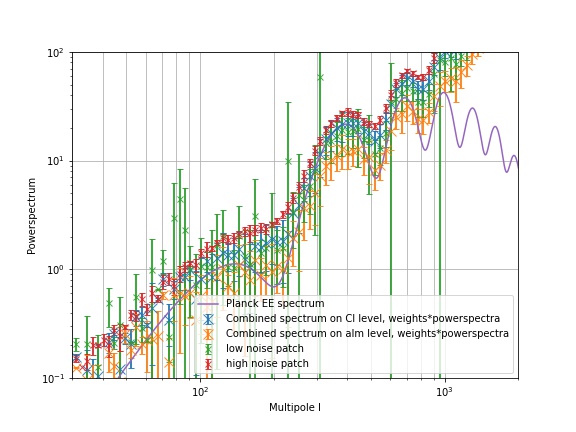 10²
10¹
10⁰
10⁻¹
Powerspectrum
Planck EE spectrum
Combined spectrum on Cl level, weights*powerspectra
Combined spectrum on alm level, weights*powerspectra
low noise patch
high noise patch
10²
10³
Multipole l